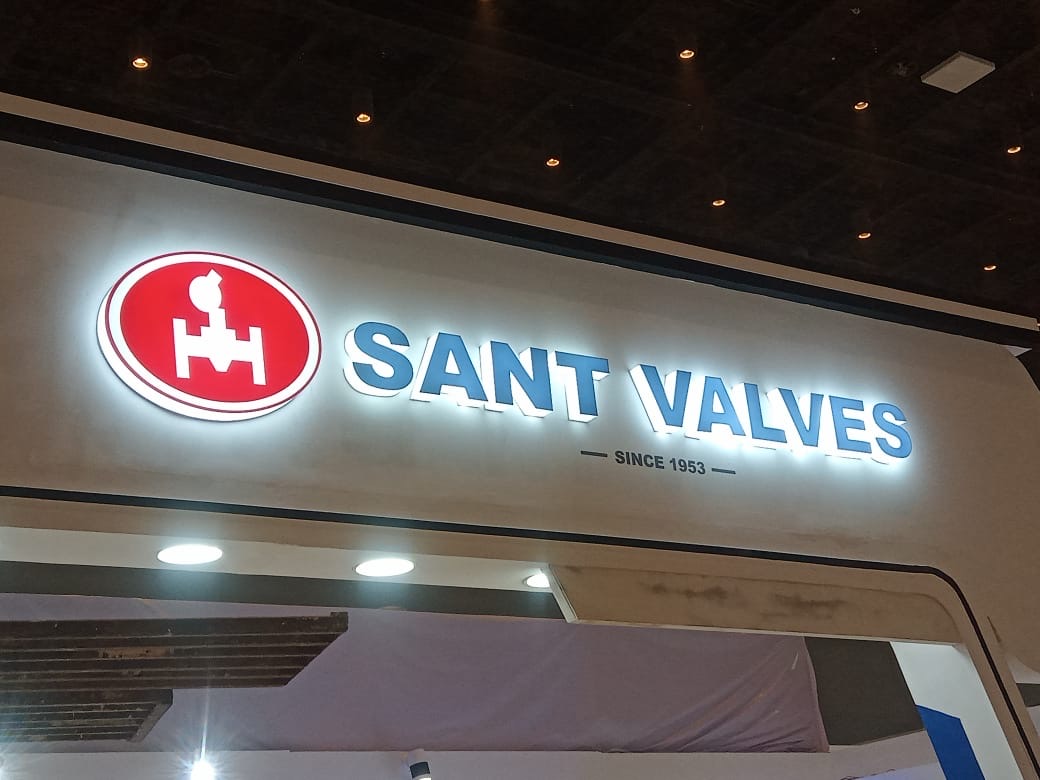 SANT VALVES
— SINCE 1953 —